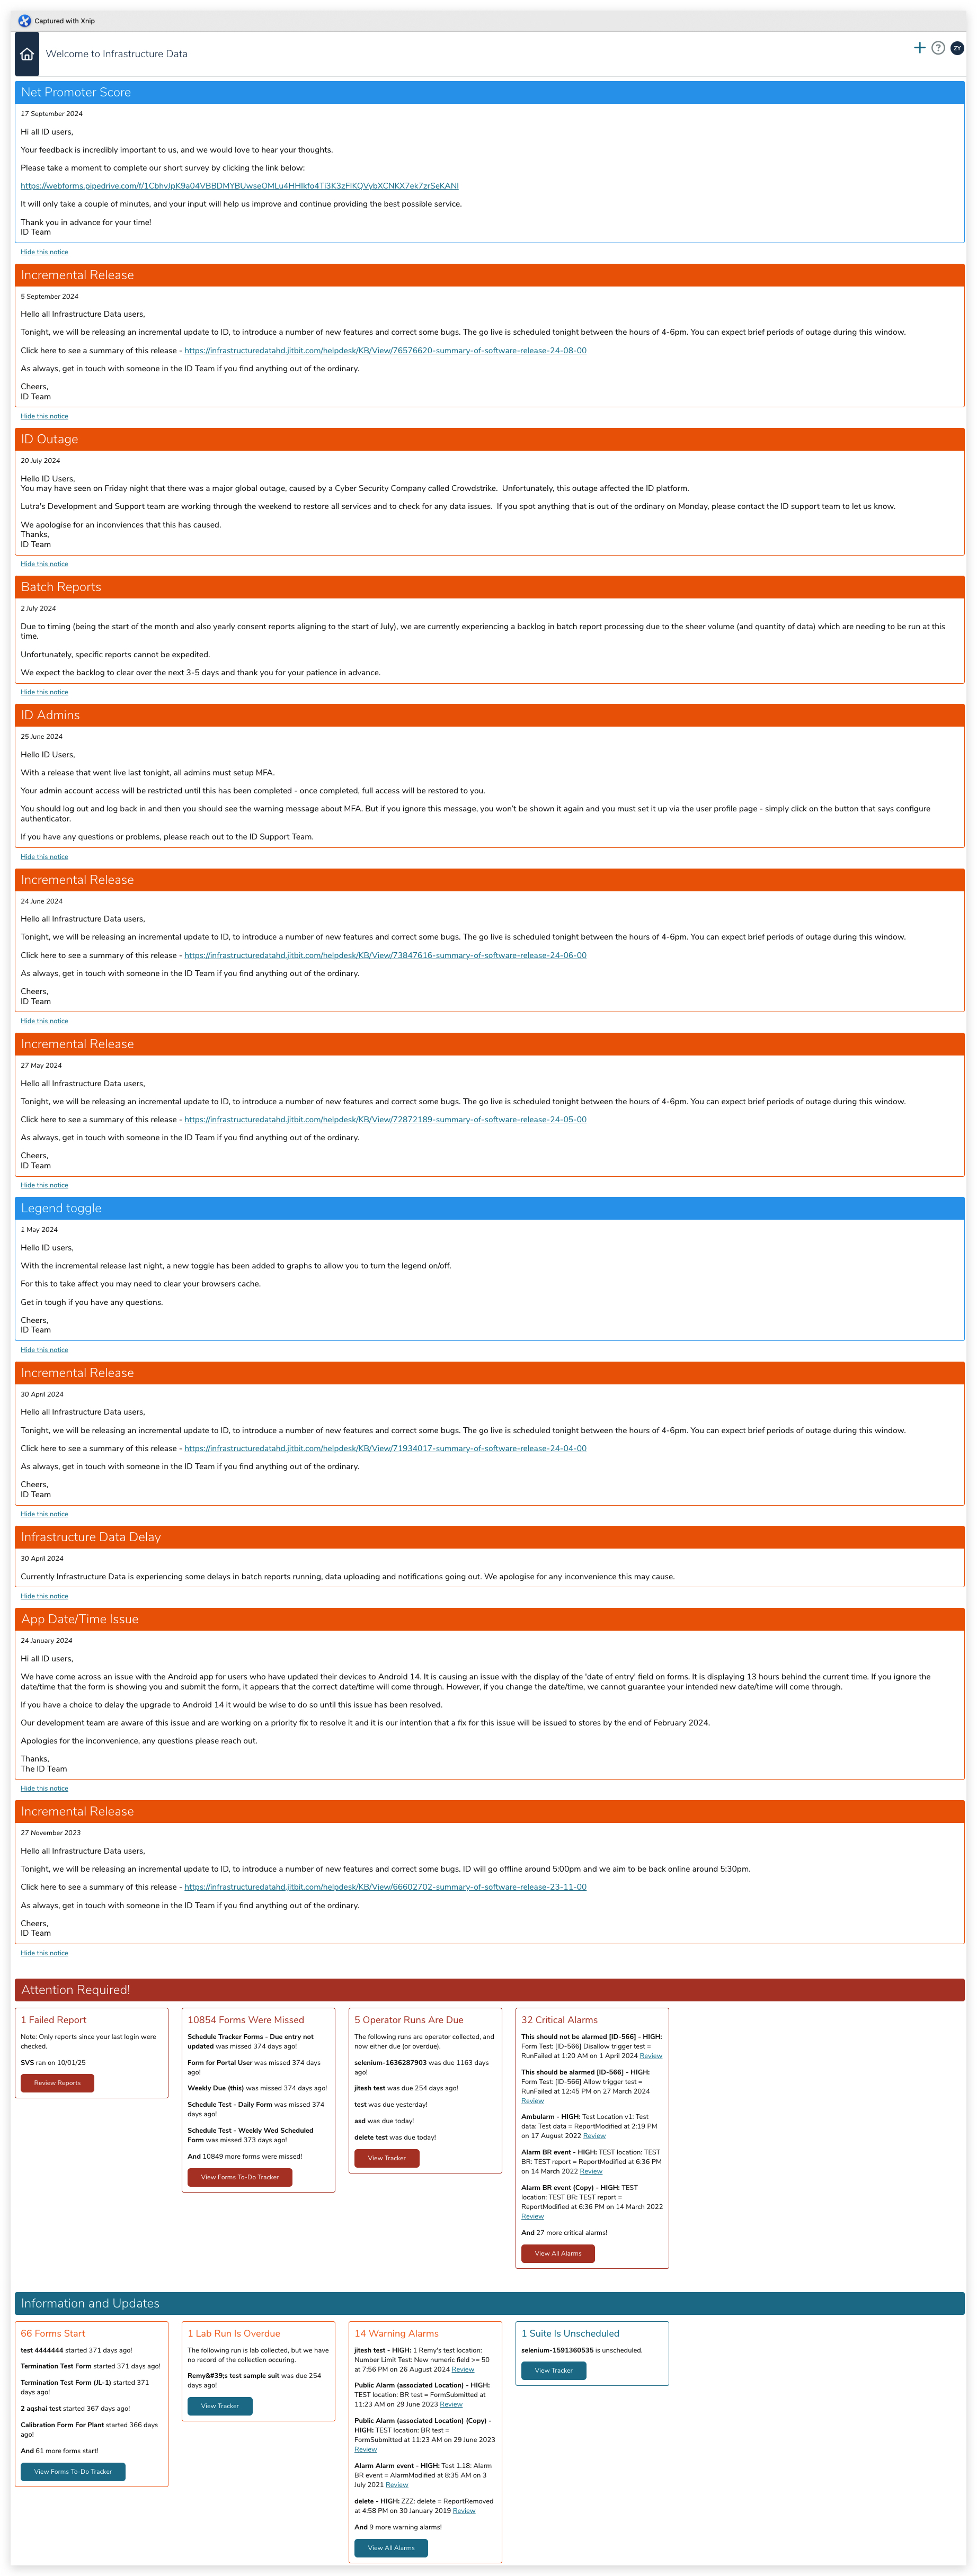 Captured with Xnip
Welcome to Infrastructure Data
ZY
Net Promoter Score
17 September 2024
Hi all ID users,
Your feedback is incredibly important to us, and we would love to hear your thoughts.
Please take a moment to complete our short survey by clicking the link below:
It will only take a couple of minutes, and your input will help us improve and continue providing the best possible service.
Thank you in advance for your time!
ID Team
Hide this notice
Incremental Release
5 September 2024
Hello all Infrastructure Data users,
Tonight, we will be releasing an incremental update to ID, to introduce a number of new features and correct some bugs. The go live is scheduled tonight between the hours of 4-6pm. You can expect brief periods of outage during this window.
Click here to see a summary of this release - https://infrastructuredatahd.jitbit.com/helpdesk/KB/View/76576620-summary-of-software-release-24-08-00
As always, get in touch with someone in the ID Team if you find anything out of the ordinary.
Cheers,
ID Team
Hide this notice
ID Outage
20 July 2024
Hello ID Users,
You may have seen on Friday night that there was a major global outage, caused by a Cyber Security Company called Crowdstrike.  Unfortunately, this outage affected the ID platform.
Lutra's Development and Support team are working through the weekend to restore all services and to check for any data issues.  If you spot anything that is out of the ordinary on Monday, please contact the ID support team to let us know.
We apologise for an inconviences that this has caused.
Thanks,
ID Team
Hide this notice
Batch Reports
2 July 2024
Due to timing (being the start of the month and also yearly consent reports aligning to the start of July), we are currently experiencing a backlog in batch report processing due to the sheer volume (and quantity of data) which are needing to be run at this
time.
Unfortunately, specific reports cannot be expedited.
We expect the backlog to clear over the next 3-5 days and thank you for your patience in advance.
Hide this notice
ID Admins
25 June 2024
Hello ID Users,
With a release that went live last tonight, all admins must setup MFA.
Your admin account access will be restricted until this has been completed - once completed, full access will be restored to you.
You should log out and log back in and then you should see the warning message about MFA. But if you ignore this message, you won't be shown it again and you must set it up via the user profile page - simply click on the button that says configure
authenticator.
If you have any questions or problems, please reach out to the ID Support Team.
Hide this notice
Incremental Release
24 June 2024
Hello all Infrastructure Data users,
Tonight, we will be releasing an incremental update to ID, to introduce a number of new features and correct some bugs. The go live is scheduled tonight between the hours of 4-6pm. You can expect brief periods of outage during this window.
Click here to see a summary of this release - https://infrastructuredatahd.jitbit.com/helpdesk/KB/View/73847616-summary-of-software-release-24-06-00
As always, get in touch with someone in the ID Team if you find anything out of the ordinary.
Cheers,
ID Team
Hide this notice
Incremental Release
27 May 2024
Hello all Infrastructure Data users,
Tonight, we will be releasing an incremental update to ID, to introduce a number of new features and correct some bugs. The go live is scheduled tonight between the hours of 4-6pm. You can expect brief periods of outage during this window.
Click here to see a summary of this release - https://infrastructuredatahd.jitbit.com/helpdesk/KB/View/72872189-summary-of-software-release-24-05-00
As always, get in touch with someone in the ID Team if you find anything out of the ordinary.
Cheers,
ID Team
Hide this notice
Legend toggle
1 May 2024
Hello ID users,
With the incremental release last night, a new toggle has been added to graphs to allow you to turn the legend on/off.
For this to take affect you may need to clear your browsers cache.
Get in tough if you have any questions.
Cheers,
ID Team
Hide this notice
Incremental Release
30 April 2024
Hello all Infrastructure Data users,
Tonight, we will be releasing an incremental update to ID, to introduce a number of new features and correct some bugs. The go live is scheduled tonight between the hours of 4-6pm. You can expect brief periods of outage during this window.
Click here to see a summary of this release - https://infrastructuredatahd.jitbit.com/helpdesk/KB/View/71934017-summary-of-software-release-24-04-00
As always, get in touch with someone in the ID Team if you find anything out of the ordinary.
Cheers,
ID Team
Hide this notice
Infrastructure Data Delay
30 April 2024
Currently Infrastructure Data is experiencing some delays in batch reports running, data uploading and notifications going out. We apologise for any inconvenience this may cause.
Hide this notice
App Date/Time Issue
24 January 2024
Hi all ID users,
We have come across an issue with the Android app for users who have updated their devices to Android 14. It is causing an issue with the display of the 'date of entry' field on forms. It is displaying 13 hours behind the current time. If you ignore the
date/time that the form is showing you and submit the form, it appears that the correct date/time will come through. However, if you change the date/time, we cannot guarantee your intended new date/time will come through.
If you have a choice to delay the upgrade to Android 14 it would be wise to do so until this issue has been resolved.
Our development team are aware of this issue and are working on a priority fix to resolve it and it is our intention that a fix for this issue will be issued to stores by the end of February 2024.
Apologies for the inconvenience, any questions please reach out.
Thanks,
The ID Team
Hide this notice
Incremental Release
27 November 2023
Hello all Infrastructure Data users,
Tonight, we will be releasing an incremental update to ID, to introduce a number of new features and correct some bugs. ID will go offline around 5:00pm and we aim to be back online around 5:30pm.
Click here to see a summary of this release - https://infrastructuredatahd.jitbit.com/helpdesk/KB/View/66602702-summary-of-software-release-23-11-00
As always, get in touch with someone in the ID Team if you find anything out of the ordinary.
Cheers,
ID Team
Hide this notice
Attention Required!
1 Failed Report
Note: Only reports since your last login were
checked.
SVS ran on 10/01/25
Review Reports
10854 Forms Were Missed
Schedule Tracker Forms - Due entry not
updated was missed 374 days ago!
Form for Portal User was missed 374 days
ago!
Weekly Due (this) was missed 374 days ago!
Schedule Test - Daily Form was missed 374
days ago!
Schedule Test - Weekly Wed Scheduled
Form was missed 373 days ago!
And 10849 more forms were missed!
View Forms To-Do Tracker
5 Operator Runs Are Due
The following runs are operator collected, and
now either due (or overdue).
selenium-1636287903 was due 1163 days
ago!
jitesh test was due 254 days ago!
test was due yesterday!
asd was due today!
delete test was due today!
View Tracker
32 Critical Alarms
This should not be alarmed [ID-566] - HIGH:
Form Test: [ID-566] Disallow trigger test =
RunFailed at 1:20 AM on 1 April 2024 Review
This should be alarmed [ID-566] - HIGH:
Form Test: [ID-566] Allow trigger test =
RunFailed at 12:45 PM on 27 March 2024
Review
Ambularm - HIGH: Test Location v1: Test
data: Test data = ReportModified at 2:19 PM
on 17 August 2022 Review
Alarm BR event - HIGH: TEST location: TEST
BR: TEST report = ReportModified at 6:36 PM
on 14 March 2022 Review
Alarm BR event (Copy) - HIGH: TEST
location: TEST BR: TEST report =
ReportModified at 6:36 PM on 14 March 2022
Review
And 27 more critical alarms!
View All Alarms
Information and Updates
66 Forms Start
test 4444444 started 371 days ago!
Termination Test Form started 371 days ago!
Termination Test Form (JL-1) started 371
days ago!
2 aqshai test started 367 days ago!
Calibration Form For Plant started 366 days
ago!
And 61 more forms start!
View Forms To-Do Tracker
1 Lab Run Is Overdue
The following run is lab collected, but we have
no record of the collection occuring.
Remy&#39;s test sample suit was due 254
days ago!
View Tracker
14 Warning Alarms
jitesh test - HIGH: 1 Remy's test location:
Number Limit Test: New numeric field >= 50
at 7:56 PM on 26 August 2024 Review
Public Alarm (associated Location) - HIGH:
TEST location: BR test = FormSubmitted at
11:23 AM on 29 June 2023 Review
Public Alarm (associated Location) (Copy) -
HIGH: TEST location: BR test =
FormSubmitted at 11:23 AM on 29 June 2023
Review
Alarm Alarm event - HIGH: Test 1.18: Alarm
BR event = AlarmModified at 8:35 AM on 3
July 2021 Review
delete - HIGH: ZZZ: delete = ReportRemoved
at 4:58 PM on 30 January 2019 Review
And 9 more warning alarms!
View All Alarms
1 Suite Is Unscheduled
selenium-1591360535 is unscheduled.
View Tracker